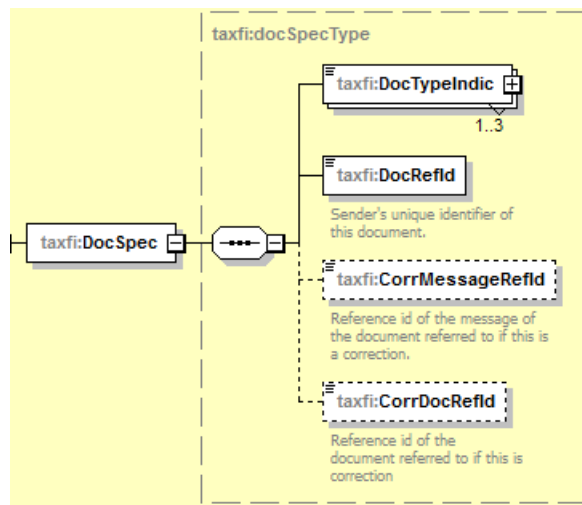 taxfi:docSpecType
taxfi:DocTypeIndic
1..3
taxfi:DocRefId
Sender's unique identifier of
this document.
taxfi:DocSpec
taxfi:CorrMessageRefId
Reference id of the message of
the document referred to if this is
a correction.
taxfi:CorrDocRefId
Reference id of the
document referred to if this is
correction